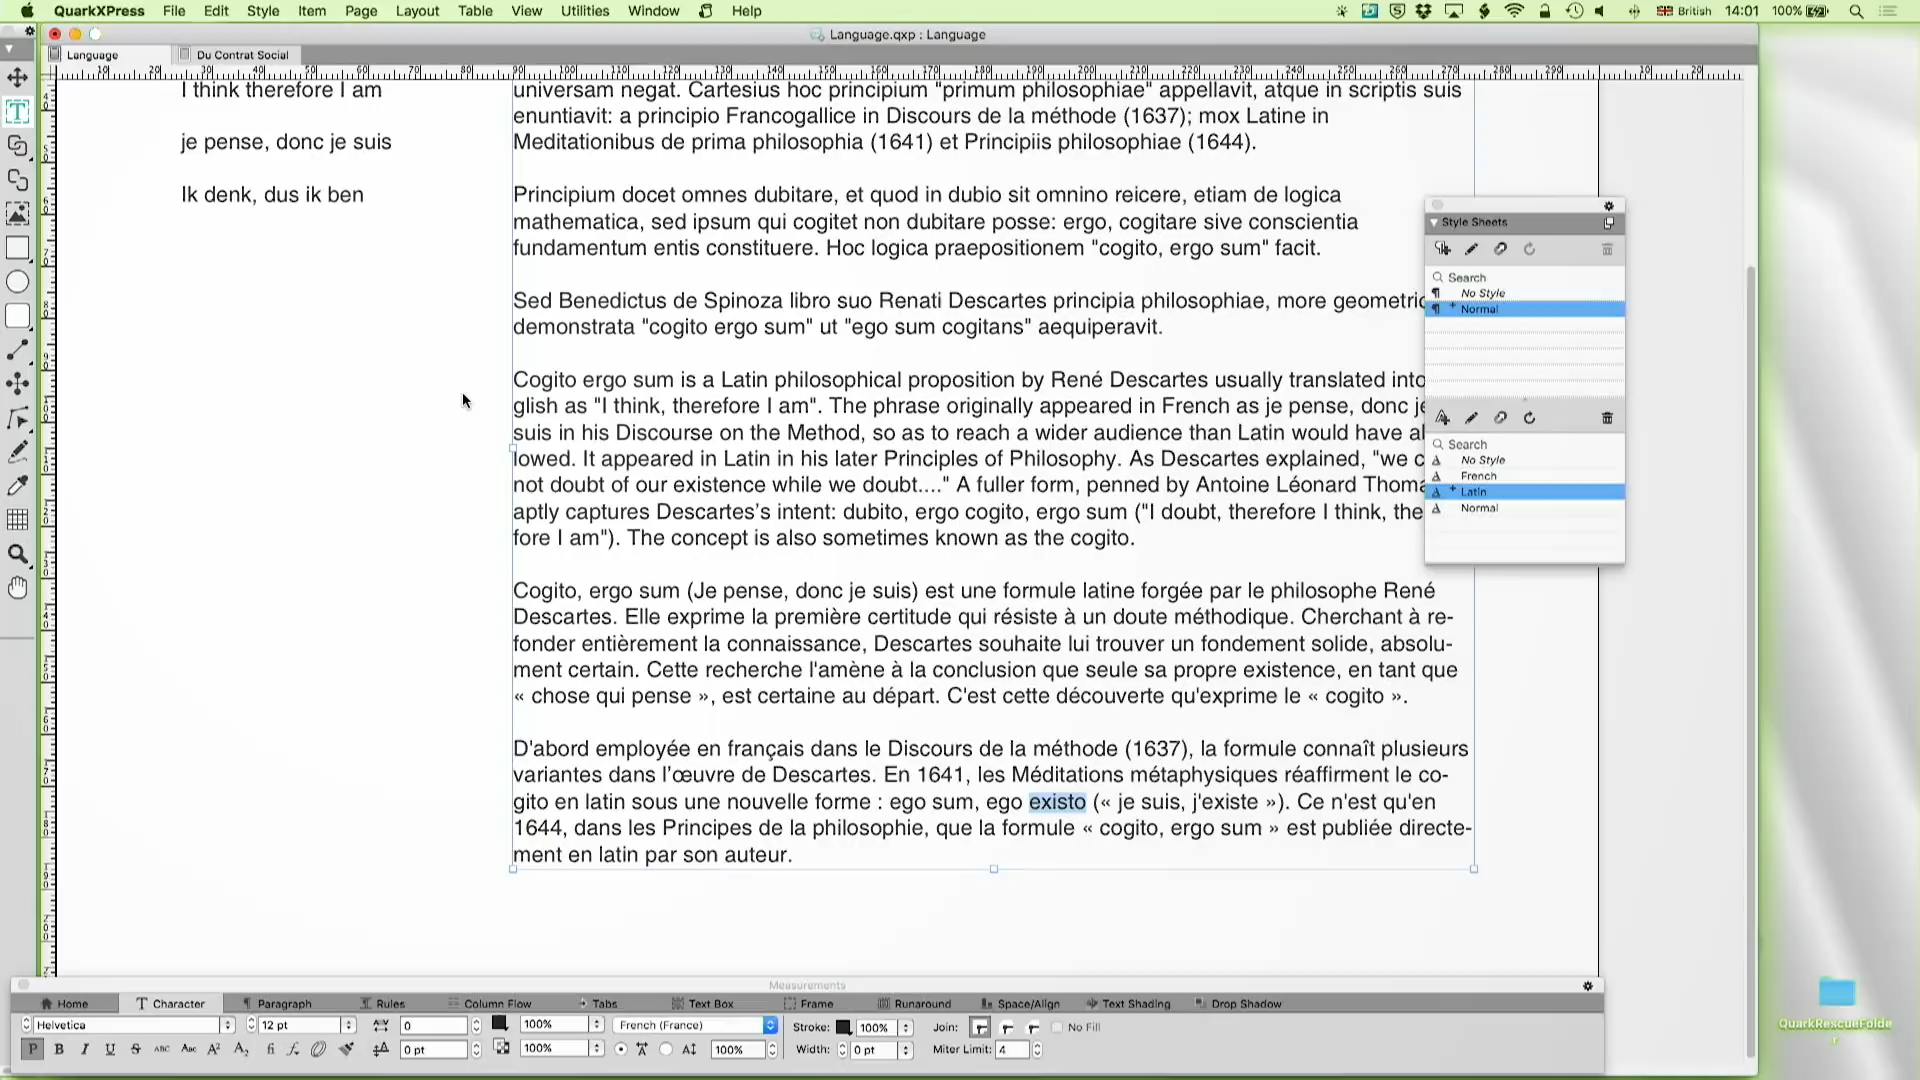 QuarkXPress File Edit Style Item Page Layout Table View Utilities Window Help
British 14:01 100%
Language.qxp : Language
Language Du Contrat Social
I think therefore I am
je pense, donc je suis
Ik denk, dus ik ben
universam negat. Cartesius hoc principium "primum philosophiae" appellavit, atque in scriptis suis
enuntiavit: a principio Francogallice in Discours de la méthode (1637); mox Latine in
Meditationibus de prima philosophia (1641) et Principiis philosophiae (1644).
Principium docet omnes dubitare, et quod in dubio sit omnino reicere, etiam de logica
mathematica, sed ipsum qui cogitet non dubitare posse: ergo, cogitare sive conscientia
fundamentum entis constituere. Hoc logica praepositionem "cogito, ergo sum" facit.
Sed Benedictus de Spinoza libro suo Renati Descartes principia philosophiae, more geometric
demonstrata "cogito ergo sum" ut "ego sum cogitans" aequiperavit.
Cogito ergo sum is a Latin philosophical proposition by René Descartes usually translated into
glish as "I think, therefore I am". The phrase originally appeared in French as je pense, donc je
suis in his Discourse on the Method, so as to reach a wider audience than Latin would have al
lowed. It appeared in Latin in his later Principles of Philosophy. As Descartes explained, "we c
not doubt of our existence while we doubt...." A fuller form, penned by Antoine Léonard Thoma
aptly captures Descartes's intent: dubito, ergo cogito, ergo sum ("I doubt, therefore I think, the
fore I am"). The concept is also sometimes known as the cogito.
Cogito, ergo sum (Je pense, donc je suis) est une formule latine forgée par le philosophe René
Descartes. Elle exprime la première certitude qui résiste à un doute méthodique. Cherchant à re-
fonder entièrement la connaissance, Descartes souhaite lui trouver un fondement solide, absolu-
ment certain. Cette recherche l'amène à la conclusion que seule sa propre existence, en tant que
« chose qui pense », est certaine au départ. C'est cette découverte qu'exprime le « cogito ».
D'abord employée en français dans le Discours de la méthode (1637), la formule connaît plusieurs
variantes dans l'œuvre de Descartes. En 1641, les Méditations métaphysiques réaffirment le co-
gito en latin sous une nouvelle forme : ego sum, ego existo (« je suis, j'existe »). Ce n'est qu'en
1644, dans les Principes de la philosophie, que la formule « cogito, ergo sum » est publiée directe-
ment en latin par son auteur.
Style Sheets
Search
No Style
Normal
Search
No Style
French
Latin
Normal
Measurements
Home Character Paragraph Rules Column Flow Tabs Text Box Frame Runaround Space/Align Text Shading Drop Shadow
Helvetica 12 pt 0 100% French (France) Stroke: 100% Join: No Fill
0 pt 100% 100% Width: 0 pt Miter Limit: 4
QuarkRescueFolde
r